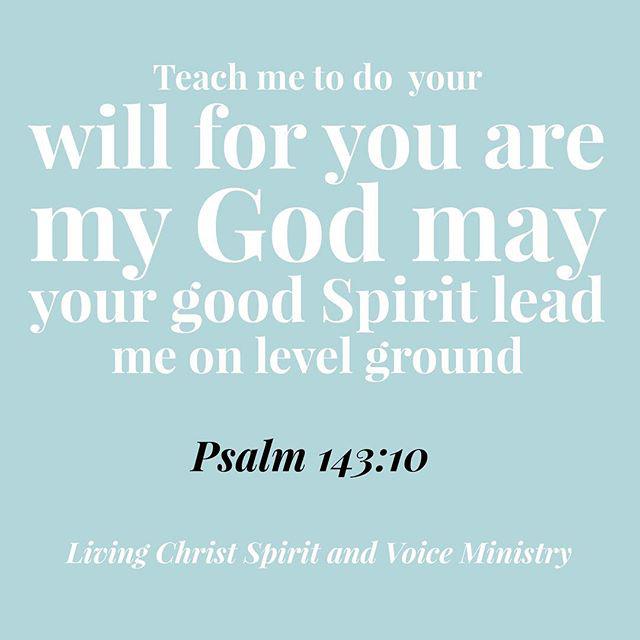 Teach me to do your
will for you are
my God may
your good Spirit lead
me on level ground
Psalm 143:10
Living Christ Spirit and Voice Ministry